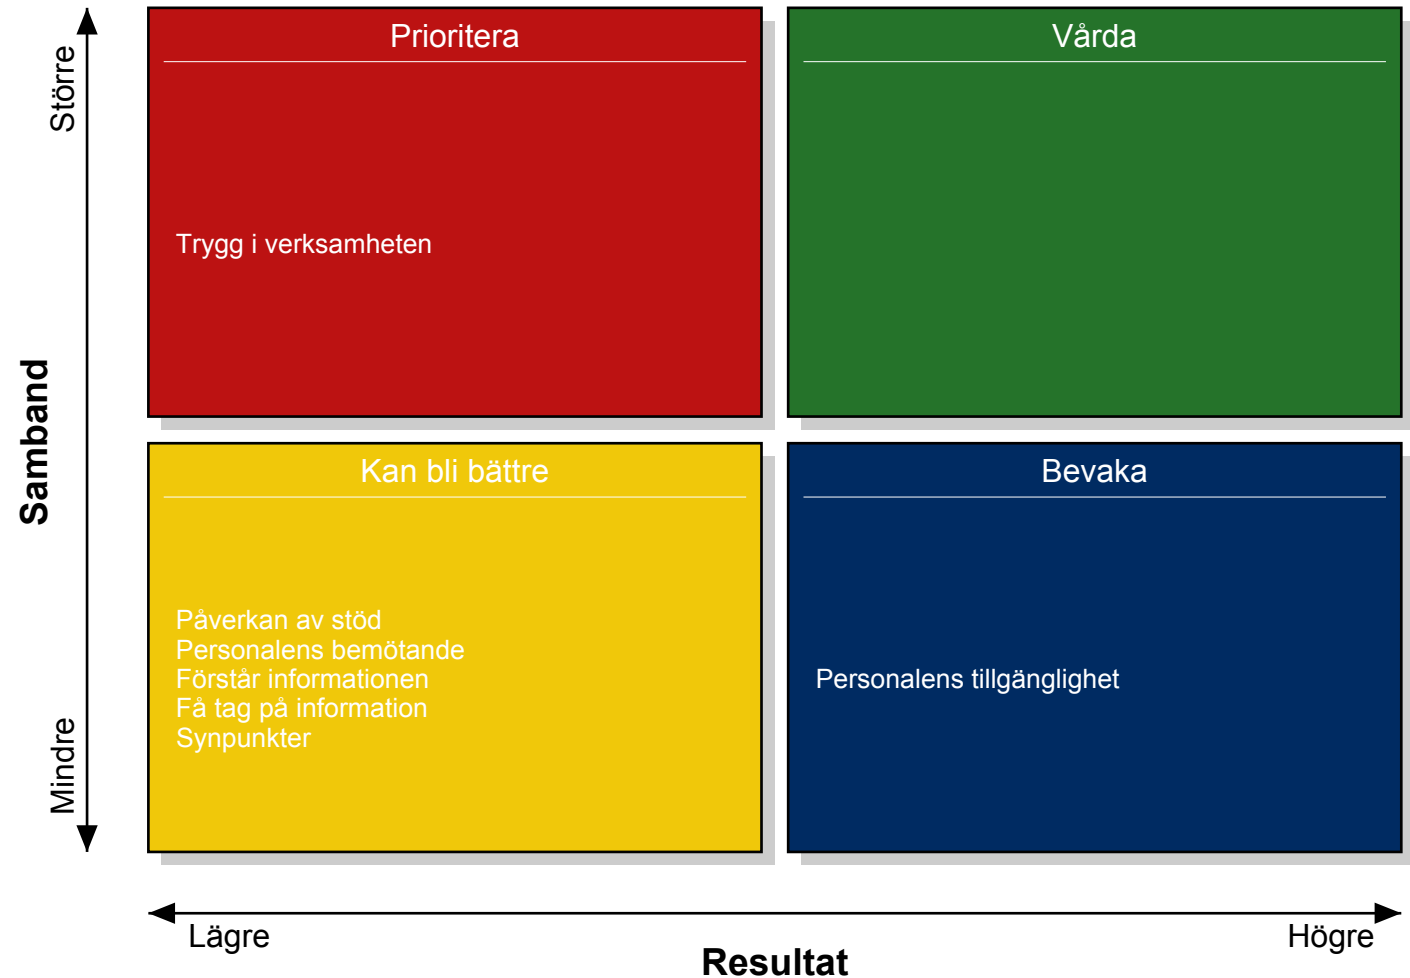 Prioritera
Vårda
Större
Trygg i verksamheten
Samband
Kan bli bättre
Bevaka
Påverkan av stöd
Personalens bemötande
Förstår informationen
Få tag på information
Synpunkter
Personalens tillgänglighet
Mindre
Lägre
Högre
Resultat